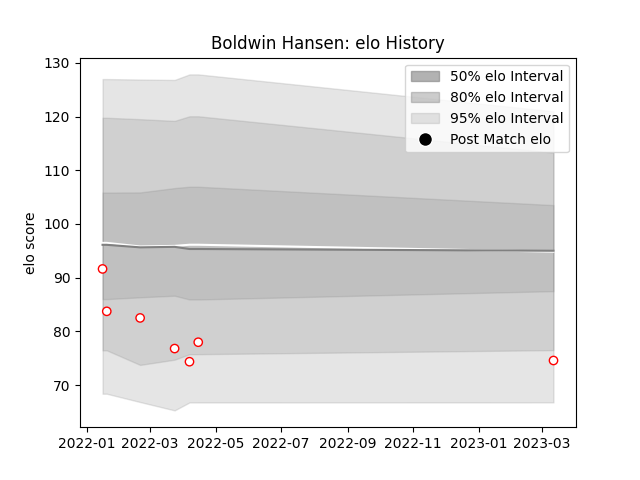 Boldwin Hansen: elo History
elo score
130
120
110
100
90
80
70
50% elo Interval
80% elo Interval
95% elo Interval
Post Match elo
2022-01 2022-03 2022-05 2022-07 2022-09 2022-11 2023-01 2023-03